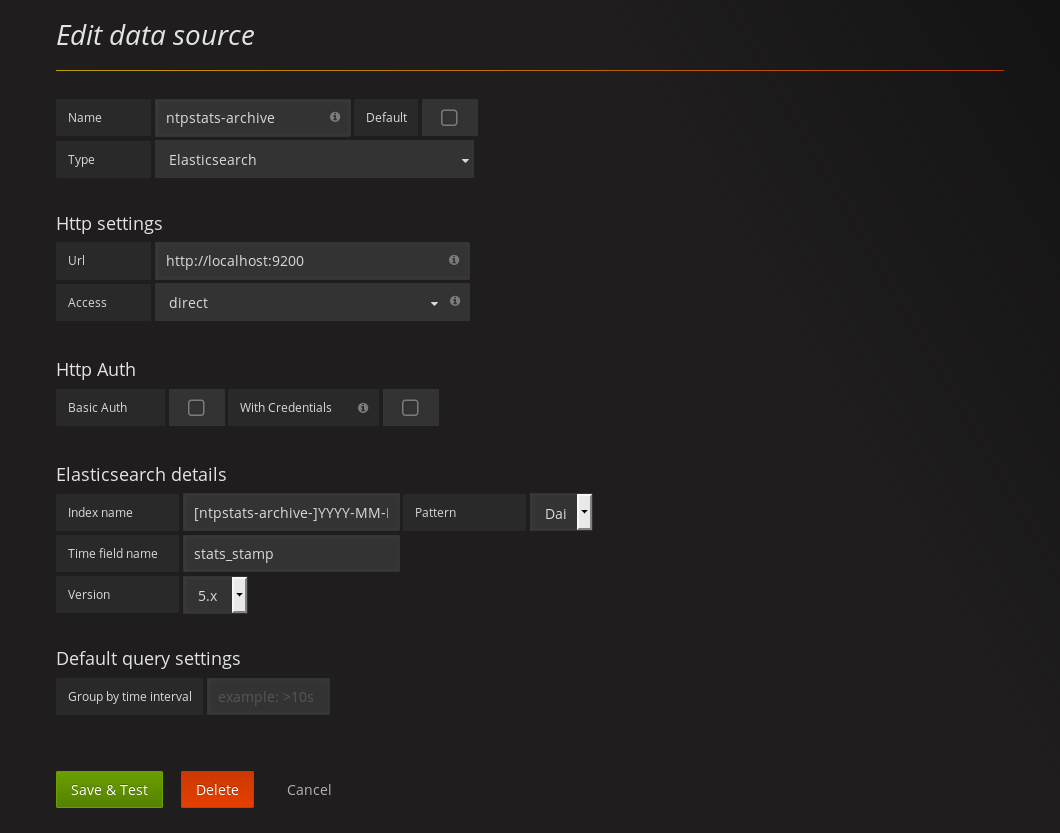 Edit data source
Name ntpstats-archive Default
Type Elasticsearch
Http settings
Url http://localhost:9200
Access direct
Http Auth
Basic Auth With Credentials
Elasticsearch details
Index name [ntpstats-archive-]YYYY-MM- Pattern Dai
Time field name stats_stamp
Version 5.x
Default query settings
Group by time interval example: >10s
Save & Test Delete Cancel